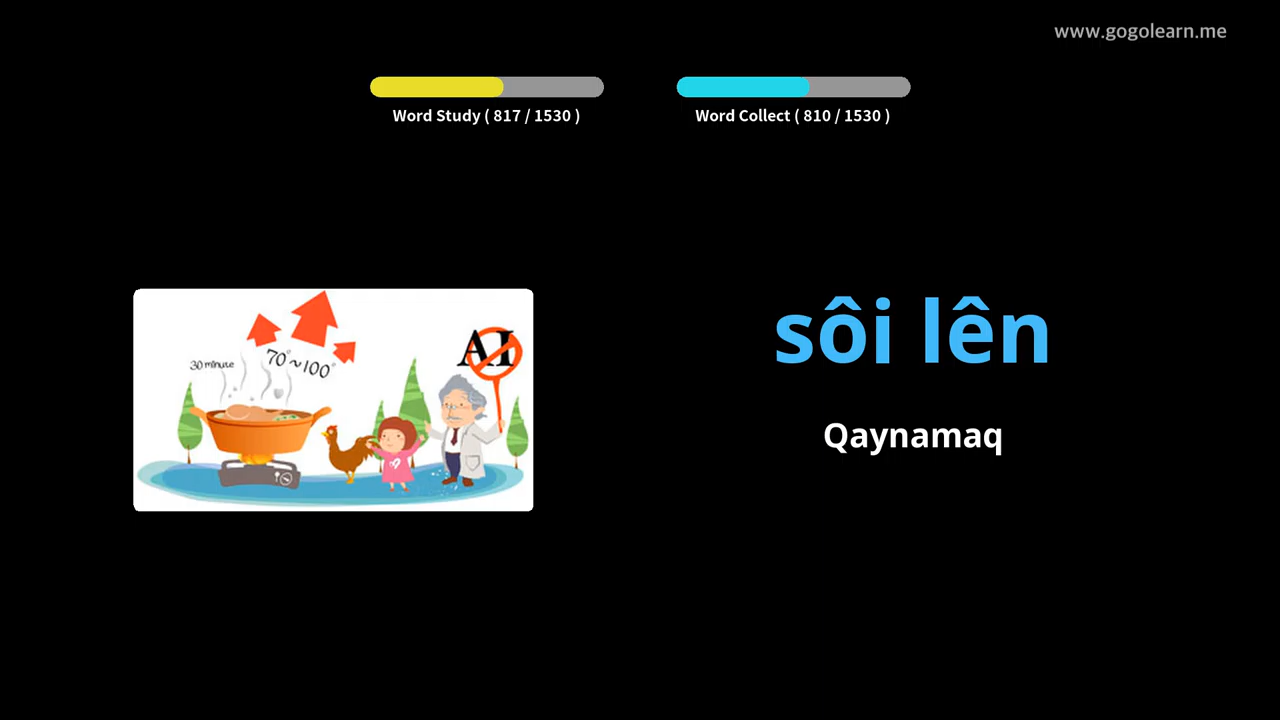 www.gogolearn.me
Word Study ( 817 / 1530 )
Word Collect ( 810 / 1530 )
30 minute
70°~100°
AI
sôi lên
Qaynamaq